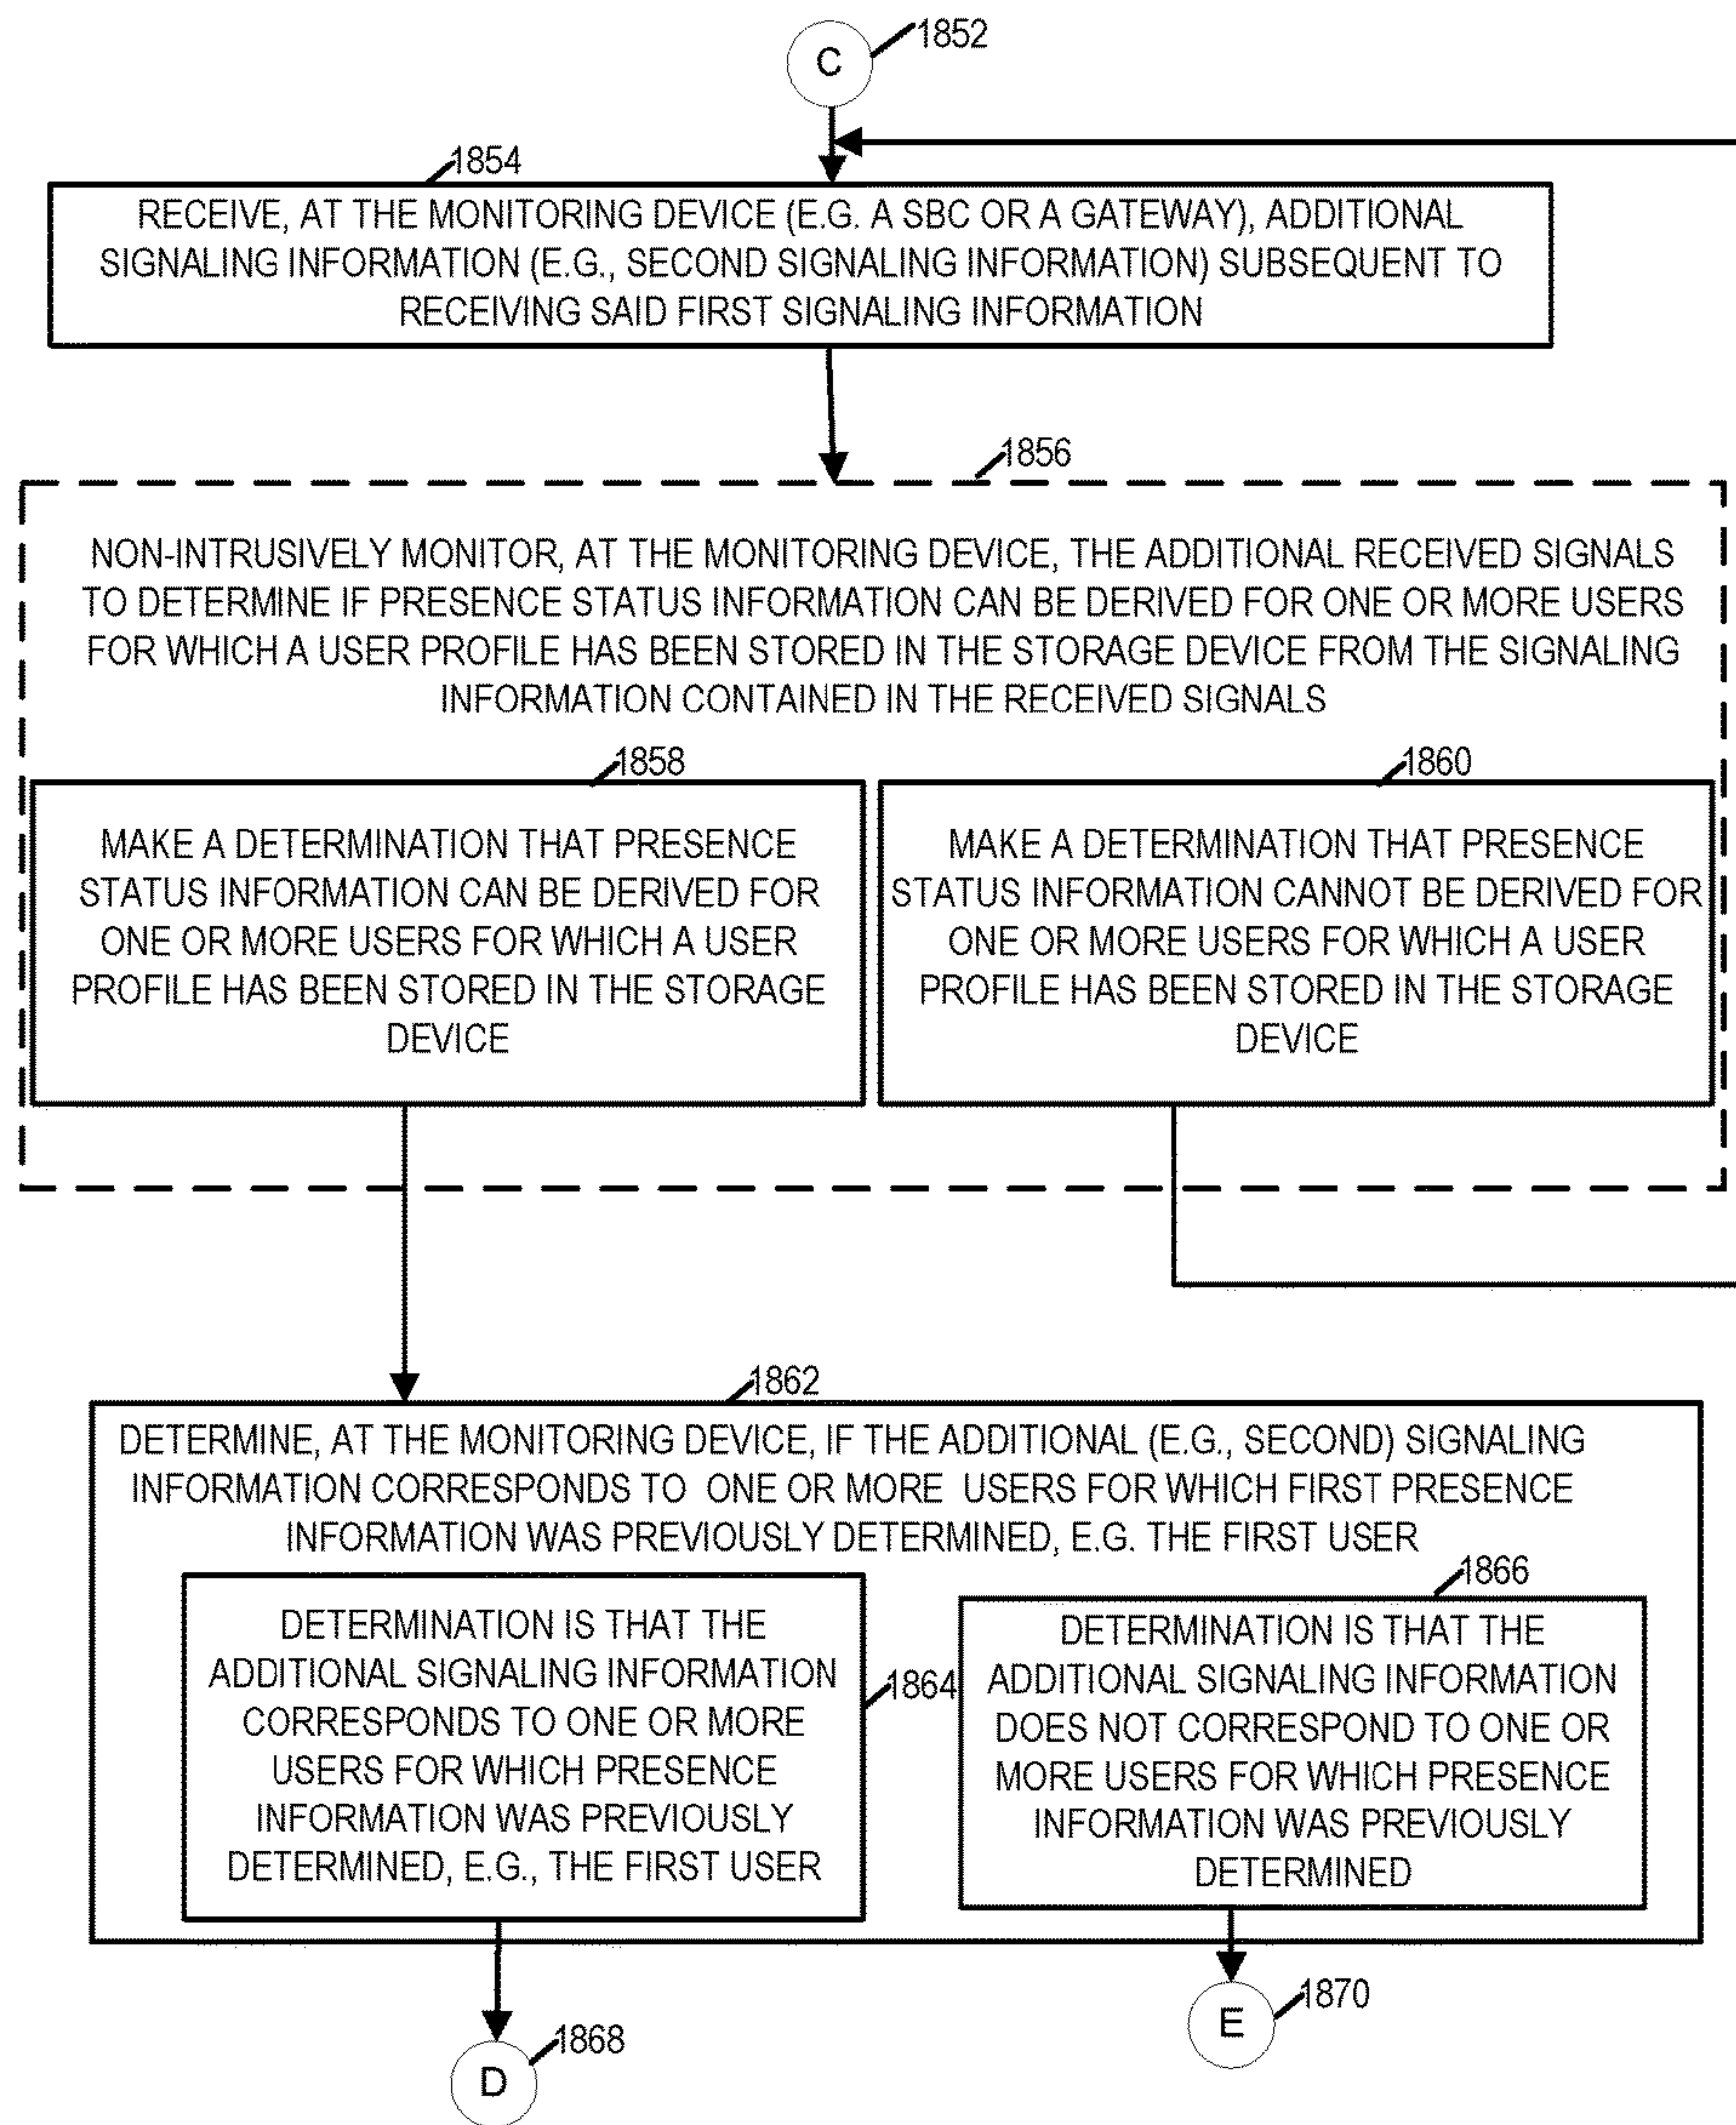 C
1852
1854
RECEIVE, AT THE MONITORING DEVICE (E.G. A SBC OR A GATEWAY), ADDITIONAL
SIGNALING INFORMATION (E.G., SECOND SIGNALING INFORMATION) SUBSEQUENT TO
RECEIVING SAID FIRST SIGNALING INFORMATION
1856
NON-INTRUSIVELY MONITOR, AT THE MONITORING DEVICE, THE ADDITIONAL RECEIVED SIGNALS
TO DETERMINE IF PRESENCE STATUS INFORMATION CAN BE DERIVED FOR ONE OR MORE USERS
FOR WHICH A USER PROFILE HAS BEEN STORED IN THE STORAGE DEVICE FROM THE SIGNALING
INFORMATION CONTAINED IN THE RECEIVED SIGNALS
1858
MAKE A DETERMINATION THAT PRESENCE
STATUS INFORMATION CAN BE DERIVED FOR
ONE OR MORE USERS FOR WHICH A USER
PROFILE HAS BEEN STORED IN THE STORAGE
DEVICE
1860
MAKE A DETERMINATION THAT PRESENCE
STATUS INFORMATION CANNOT BE DERIVED FOR
ONE OR MORE USERS FOR WHICH A USER
PROFILE HAS BEEN STORED IN THE STORAGE
DEVICE
1862
DETERMINE, AT THE MONITORING DEVICE, IF THE ADDITIONAL (E.G., SECOND) SIGNALING
INFORMATION CORRESPONDS TO ONE OR MORE USERS FOR WHICH FIRST PRESENCE
INFORMATION WAS PREVIOUSLY DETERMINED, E.G. THE FIRST USER
DETERMINATION IS THAT THE
ADDITIONAL SIGNALING INFORMATION
CORRESPONDS TO ONE OR MORE
USERS FOR WHICH PRESENCE
INFORMATION WAS PREVIOUSLY
DETERMINED, E.G., THE FIRST USER
1864
1866
DETERMINATION IS THAT THE
ADDITIONAL SIGNALING INFORMATION
DOES NOT CORRESPOND TO ONE OR
MORE USERS FOR WHICH PRESENCE
INFORMATION WAS PREVIOUSLY
DETERMINED
D
1868
E
1870